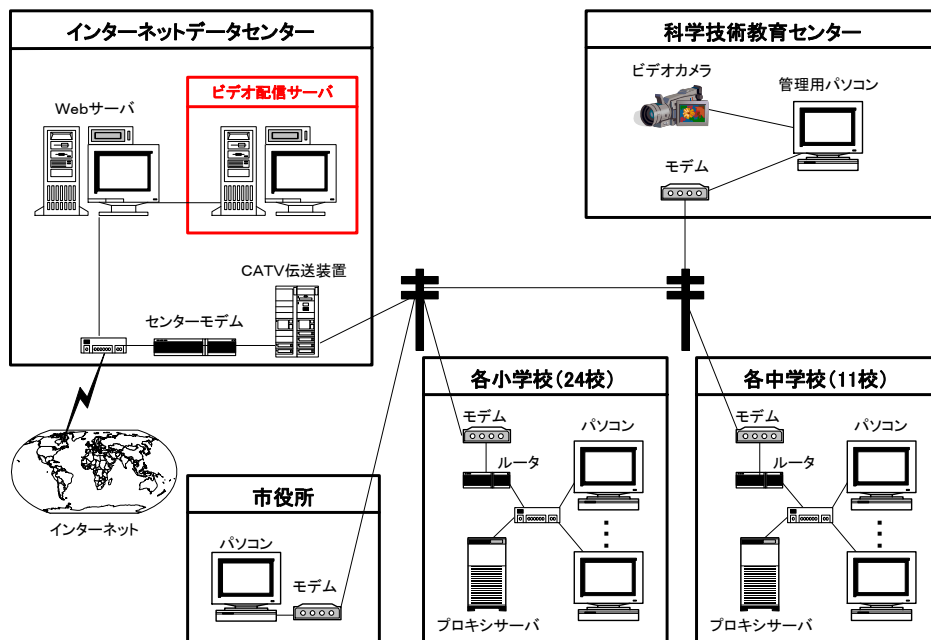 インターネットデータセンター
Webサーバ
ビデオ配信サーバ
CATV伝送装置
センターモデム
インターネット
科学技術教育センター
ビデオカメラ
管理用パソコン
モデム
市役所
パソコン
モデム
各小学校(24校)
モデム
パソコン
ルータ
プロキシサーバ
各中学校(11校)
モデム
パソコン
ルータ
プロキシサーバ